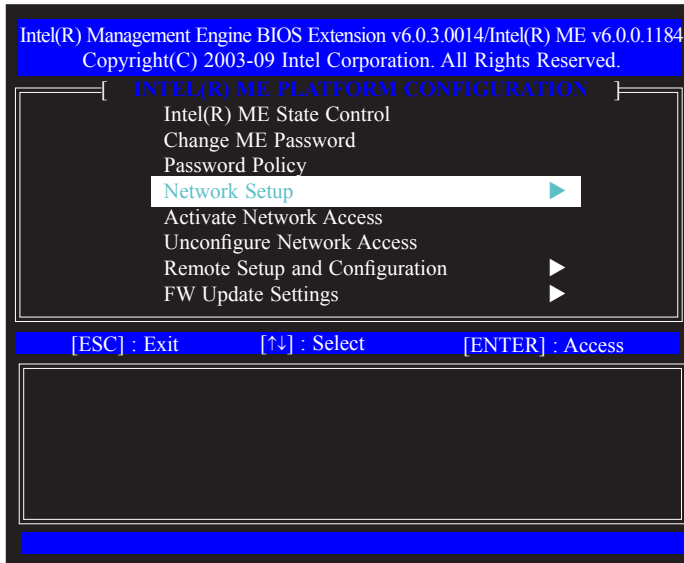 Intel(R) Management Engine BIOS Extension v6.0.3.0014/Intel(R) ME v6.0.0.1184
Copyright(C) 2003-09 Intel Corporation. All Rights Reserved.
[ INTEL(R) ME PLATFORM CONFIGURATION ]
Intel(R) ME State Control
Change ME Password
Password Policy
Network Setup ►
Activate Network Access
Unconfigure Network Access
Remote Setup and Configuration ►
FW Update Settings ►
[ESC] : Exit [↑↓] : Select [ENTER] : Access